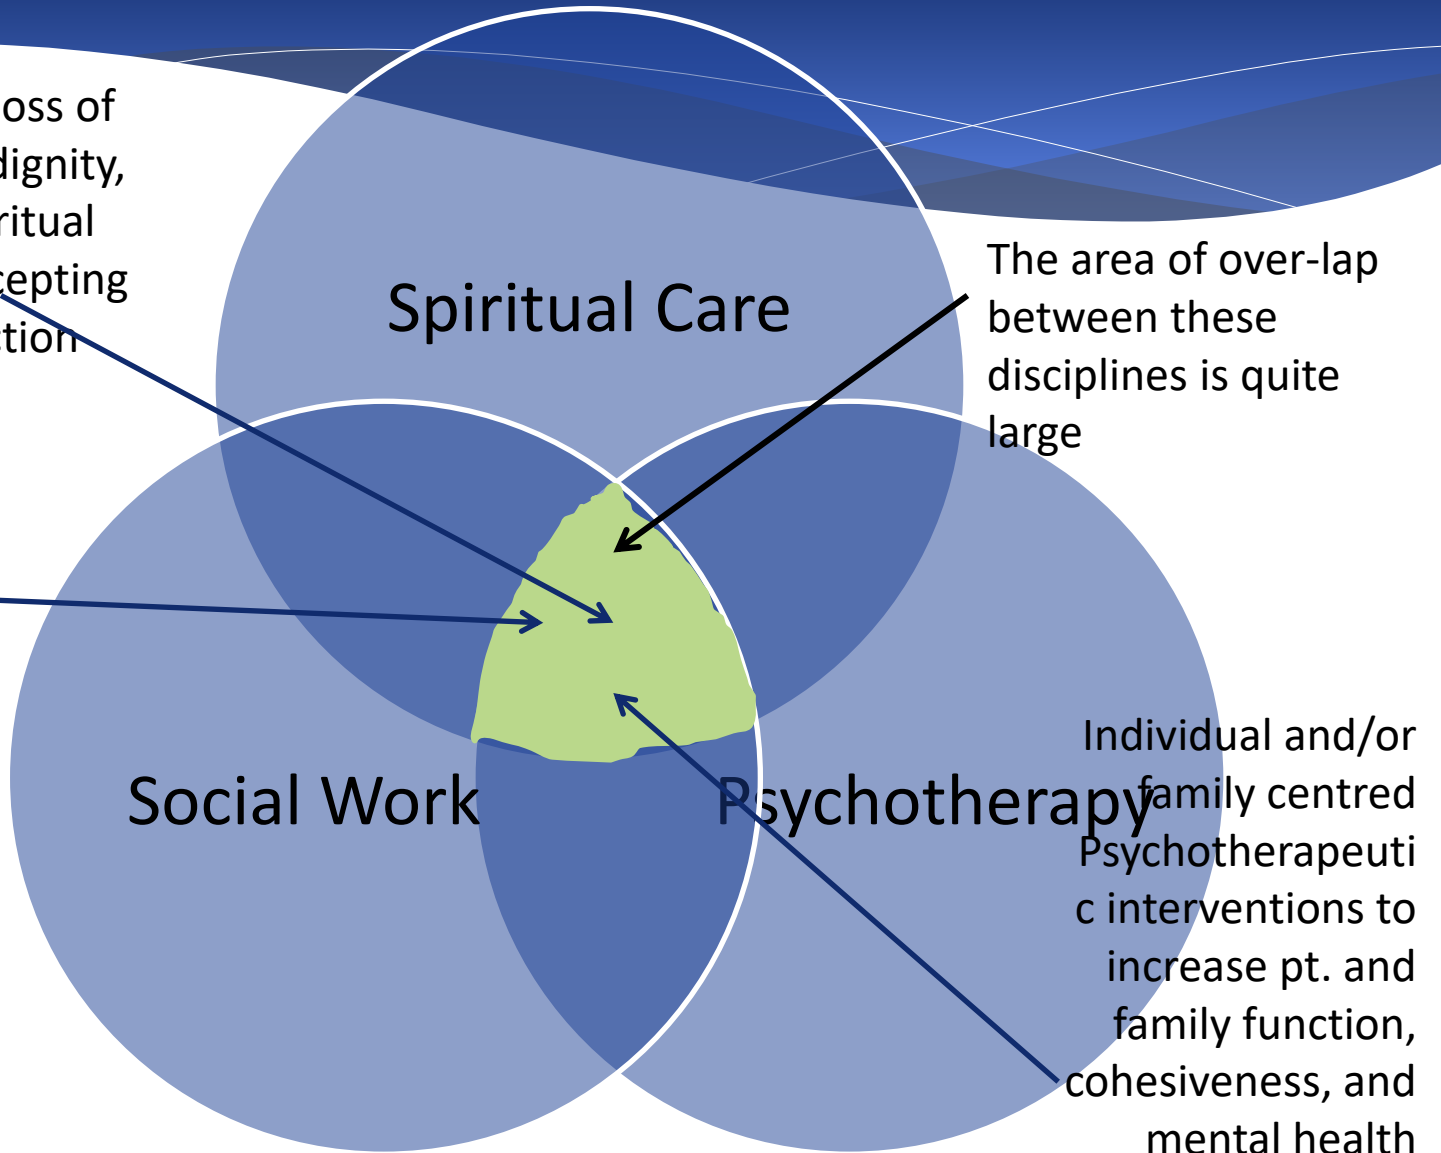 oss of
dignity,
ritual
cepting
ction
Spiritual Care
The area of over-lap
between these
disciplines is quite
large
Social Work
Psychotherapy
Individual and/or
family centred
Psychotherapeuti
c interventions to
increase pt. and
family function,
cohesiveness, and
mental health